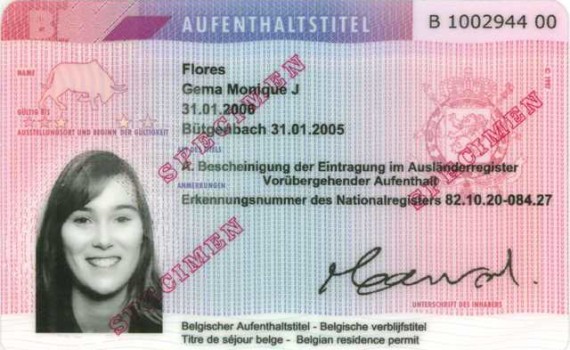 B AUFENTHALTSTITEL B 1002944 00
NAME
Flores
Gema Monique J
GÜLTIG BIS
31.01.2006
AUSSTELLUNGSORT UND BEGINN DER GÜLTIGKEIT
Bütgenbach 31.01.2005
A. Bescheinigung der Eintragung im Ausländerregister
Vorübergehender Aufenthalt
ANMERKUNGEN
Erkennungsnummer des Nationalregisters 82.10.20-084.27
SPECIMEN
SPECIMEN
SPECIMEN
UNTERSCHRIFT DES INHABERS
Belgischer Aufenthaltstitel - Belgische verblijfstitel
Titre de séjour belge - Belgian residence permit